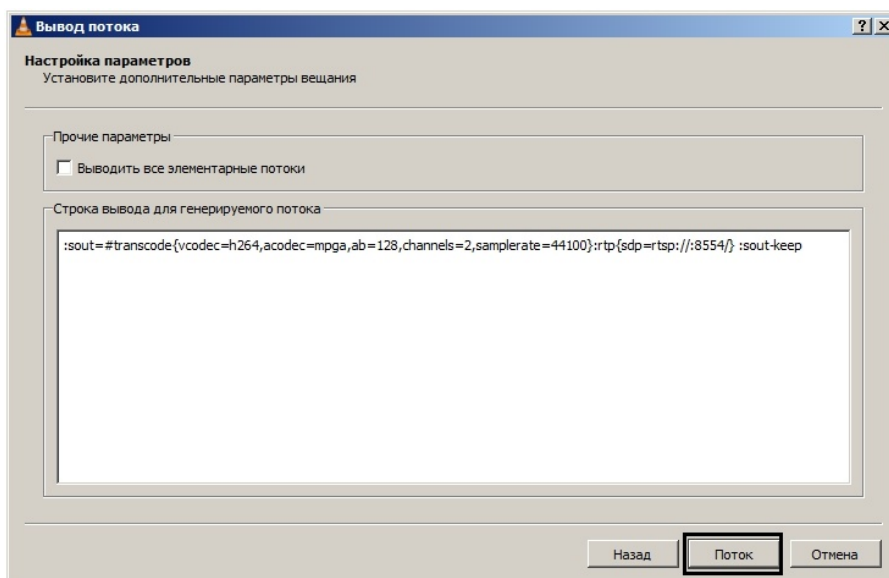 Вывод потока
Настройка параметров
Установите дополнительные параметры вещания
Прочие параметры
Выводить все элементарные потоки
Строка вывода для генерируемого потока
:sout=#transcode{vcodec=h264,acodec=mpga,ab=128,channels=2,samplerate=44100}:rtp{sdp=rtsp://:8554/} :sout-keep
Назад Поток Отмена